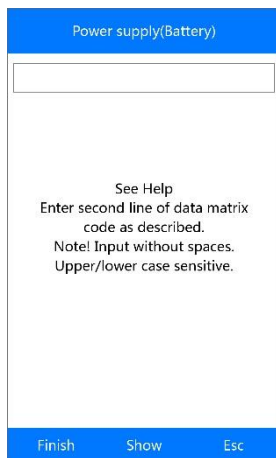 Power supply(Battery)
See Help
Enter second line of data matrix
code as described.
Note! Input without spaces.
Upper/lower case sensitive.
Finish Show Esc